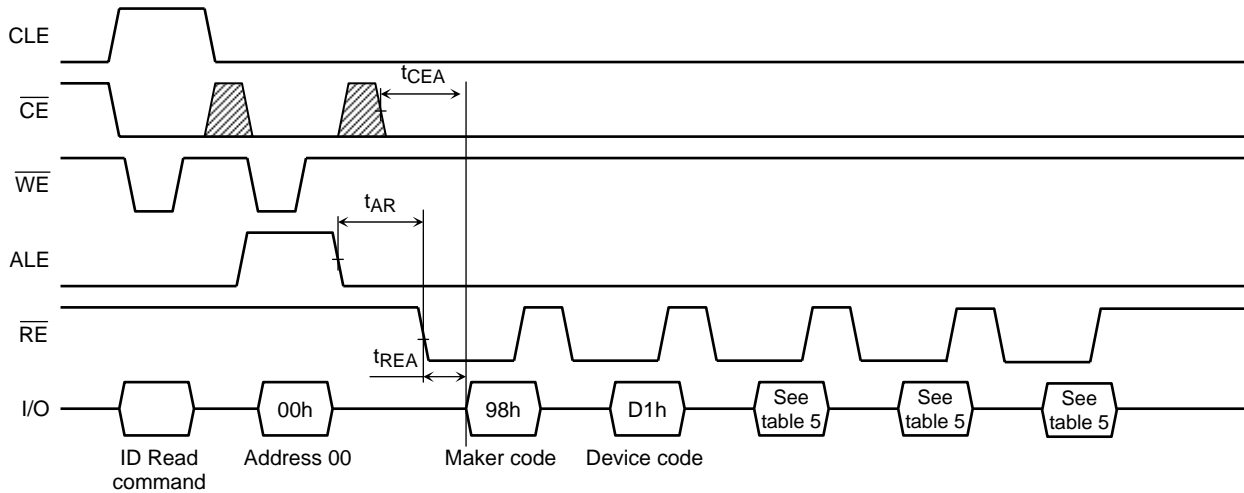 CLE
tCEA
CE
WE
tAR
ALE
RE
tREA
I/O
00h
98h
D1h
See
table 5
See
table 5
See
table 5
ID Read
command
Address 00
Maker code
Device code